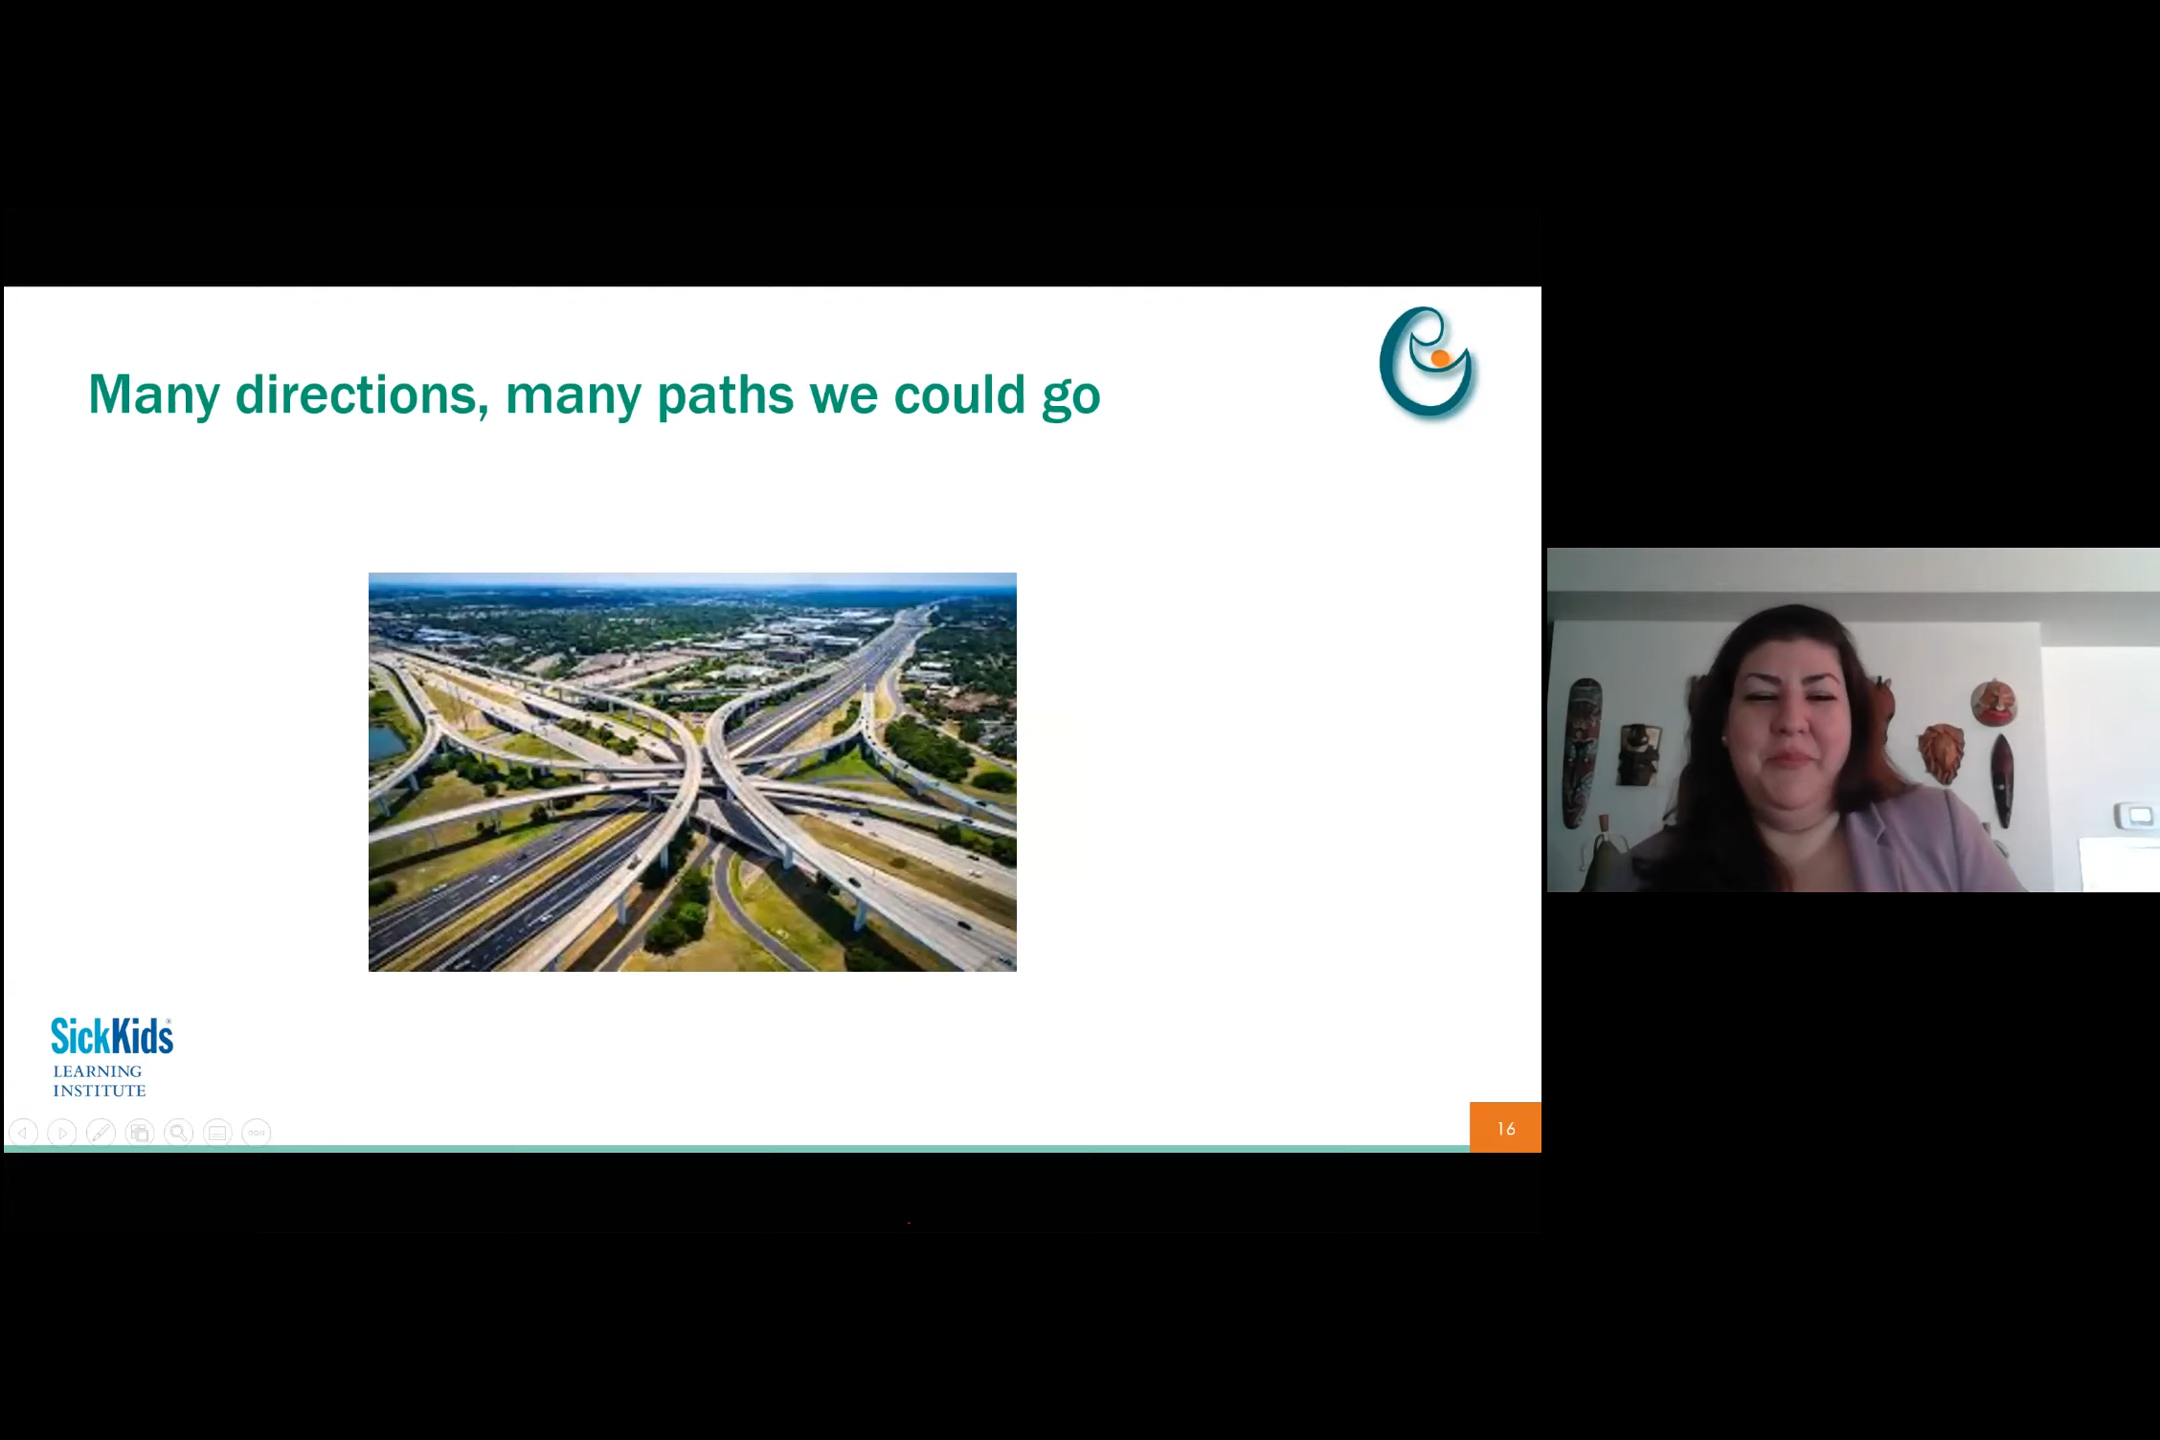 Many directions, many paths we could go
SickKids®
LEARNING
INSTITUTE
16